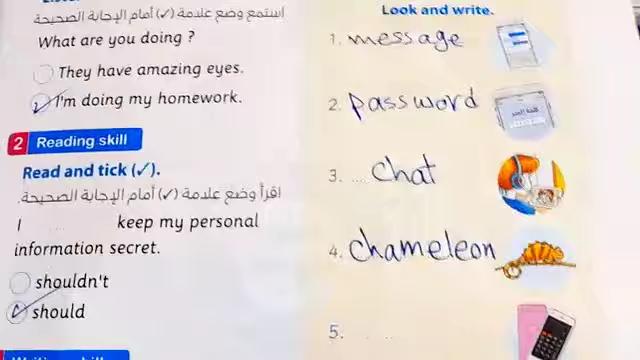 استمع وضع علامة (✓) أمام الإجابة الصحيحة
What are you doing ?
They have amazing eyes.
I'm doing my homework.
2 Reading skill
Read and tick (✓).
اقرأ وضع علامة (✓) أمام الإجابة الصحيحة.
I ... keep my personal
information secret.
shouldn't
should
Look and write.
1. message
2. password
كلمة السر
3. ... chat
4. chameleon
5. ...